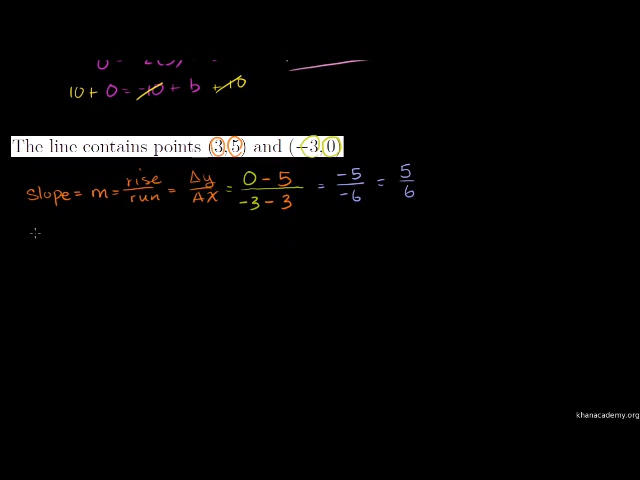 10 + 0 = -10 + b + 10
The line contains points (3, 5) and (−3, 0)
slope = m = rise/run = Δy/Δx = 0 - 5/-3 - 3 = -5/-6 = 5/6
khanacademy.org